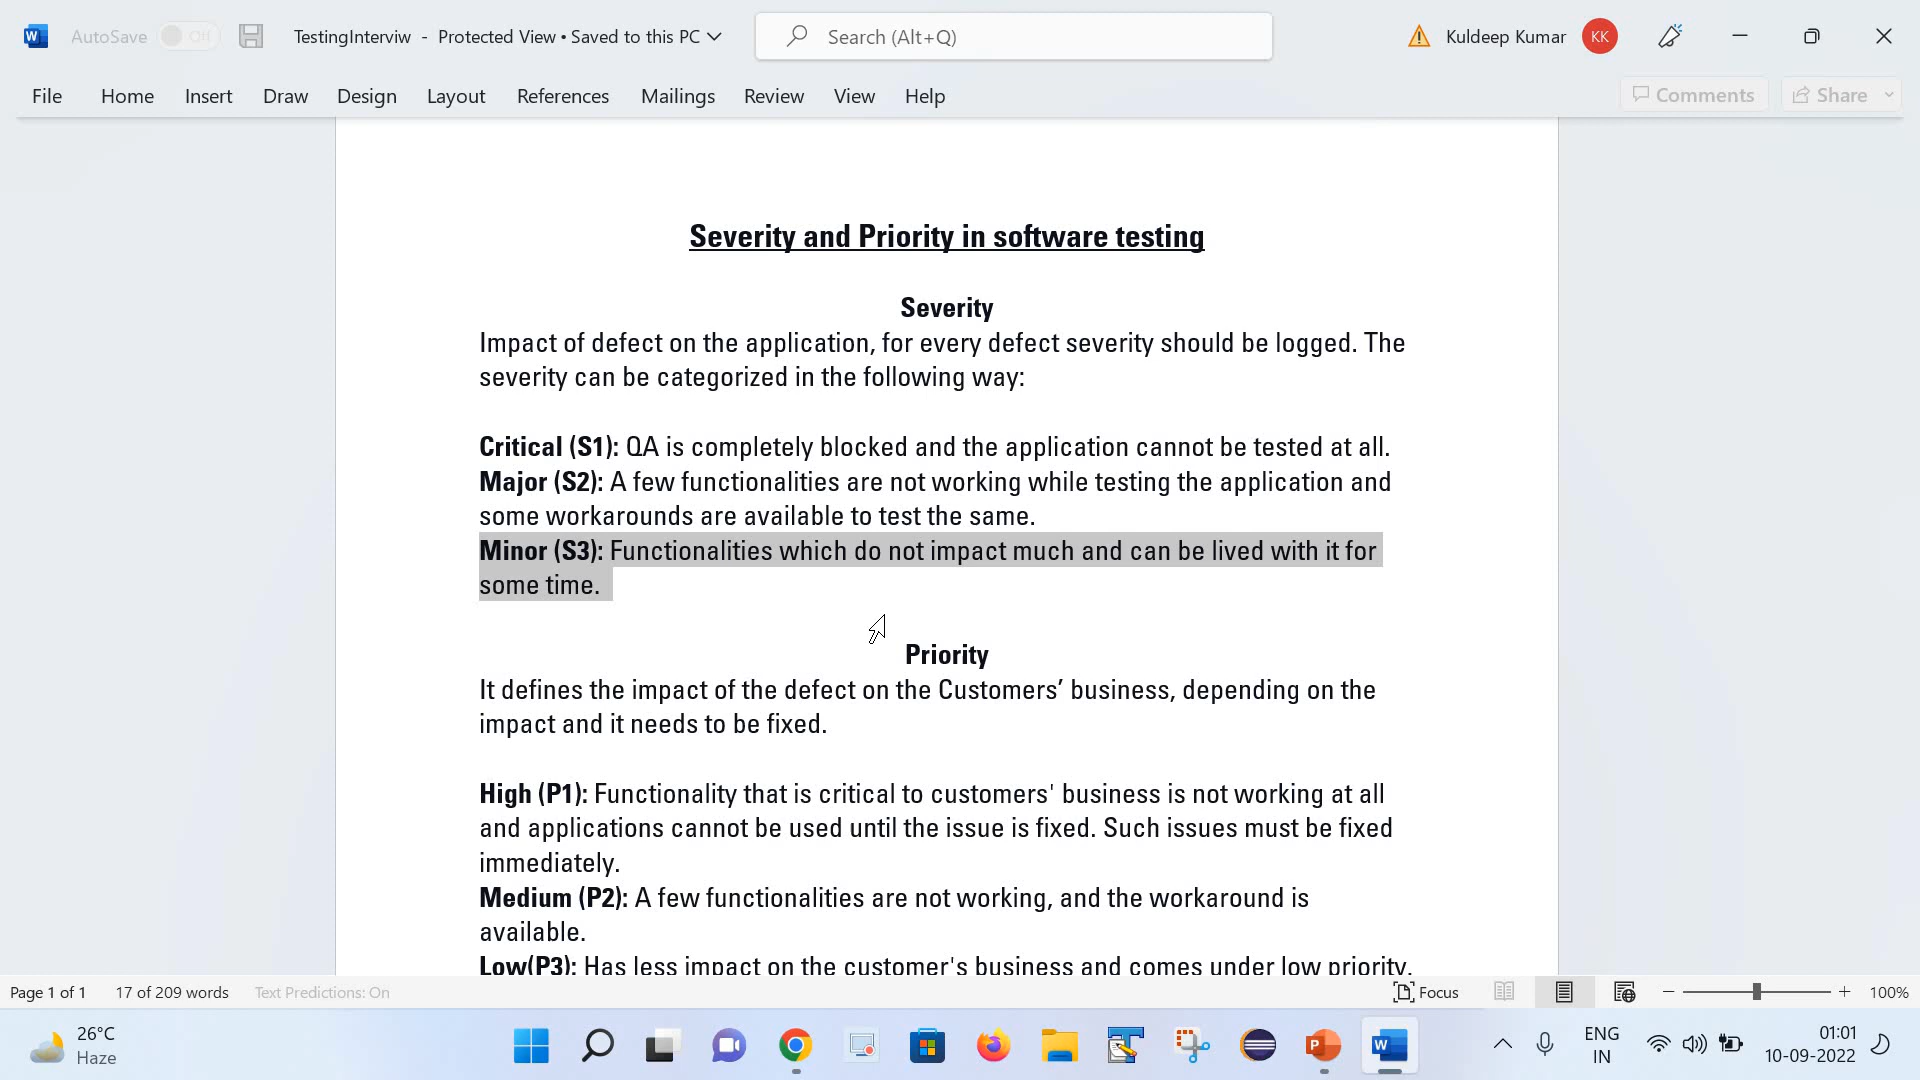 AutoSave Off TestingInterviw - Protected View • Saved to this PC Search (Alt+Q) Kuldeep Kumar KK
File Home Insert Draw Design Layout References Mailings Review View Help Comments Share
Severity and Priority in software testing
Severity
Impact of defect on the application, for every defect severity should be logged. The
severity can be categorized in the following way:
Critical (S1): QA is completely blocked and the application cannot be tested at all.
Major (S2): A few functionalities are not working while testing the application and
some workarounds are available to test the same.
Minor (S3): Functionalities which do not impact much and can be lived with it for
some time.
Priority
It defines the impact of the defect on the Customers’ business, depending on the
impact and it needs to be fixed.
High (P1): Functionality that is critical to customers' business is not working at all
and applications cannot be used until the issue is fixed. Such issues must be fixed
immediately.
Medium (P2): A few functionalities are not working, and the workaround is
available.
Low(P3): Has less impact on the customer's business and comes under low priority.
Page 1 of 1 17 of 209 words Text Predictions: On Focus 100%
26°C
Haze
ENG
IN
01:01
10-09-2022